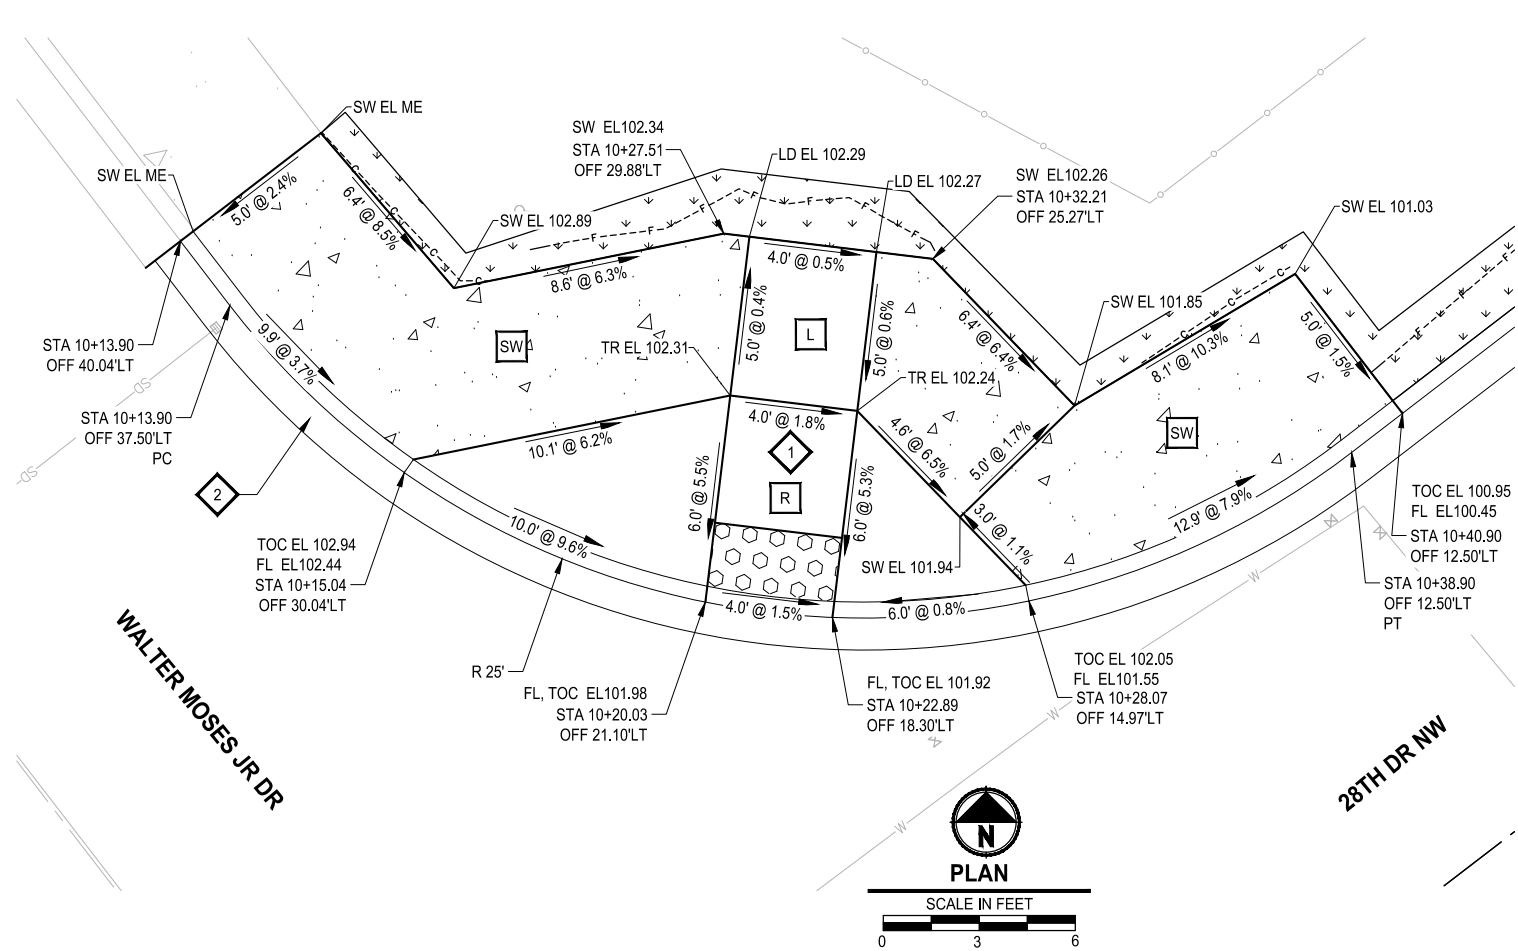 SW EL ME
SW EL ME
5.0' @ 2.4%
6.4' @ 8.5%
SW EL 102.89
8.6' @ 6.3%
SW EL102.34
STA 10+27.51
OFF 29.88'LT
LD EL 102.29
LD EL 102.27
SW EL102.26
STA 10+32.21
OFF 25.27'LT
SW EL 101.03
4.0' @ 0.5%
5.0' @ 0.4%
L
5.0' @ 0.6%
6.4' @ 6.4%
SW EL 101.85
8.1' @ 10.3%
5.0' @ 1.5%
STA 10+13.90
OFF 40.04'LT
STA 10+13.90
OFF 37.50'LT
PC
9.9' @ 3.7%
SW
TR EL 102.31
TR EL 102.24
4.0' @ 1.8%
10.1' @ 6.2%
1
R
4.6' @ 6.5%
5.0' @ 1.7%
SW
2
6.0' @ 5.5%
6.0' @ 5.3%
3.0' @ 1.1%
12.9' @ 7.9%
TOC EL 100.95
FL EL100.45
STA 10+40.90
OFF 12.50'LT
STA 10+38.90
OFF 12.50'LT
PT
TOC EL 102.94
FL EL102.44
STA 10+15.04
OFF 30.04'LT
10.0' @ 9.6%
SW EL 101.94
4.0' @ 1.5%
6.0' @ 0.8%
R 25'
FL, TOC EL101.98
STA 10+20.03
OFF 21.10'LT
FL, TOC EL 101.92
STA 10+22.89
OFF 18.30'LT
TOC EL 102.05
FL EL101.55
STA 10+28.07
OFF 14.97'LT
WALTER MOSES JR DR
28TH DR NW
SD
SD
C
C
C
C
F
F
F
F
F
F
C
C
C
F
F
W
W
W
N
PLAN
SCALE IN FEET
0 3 6